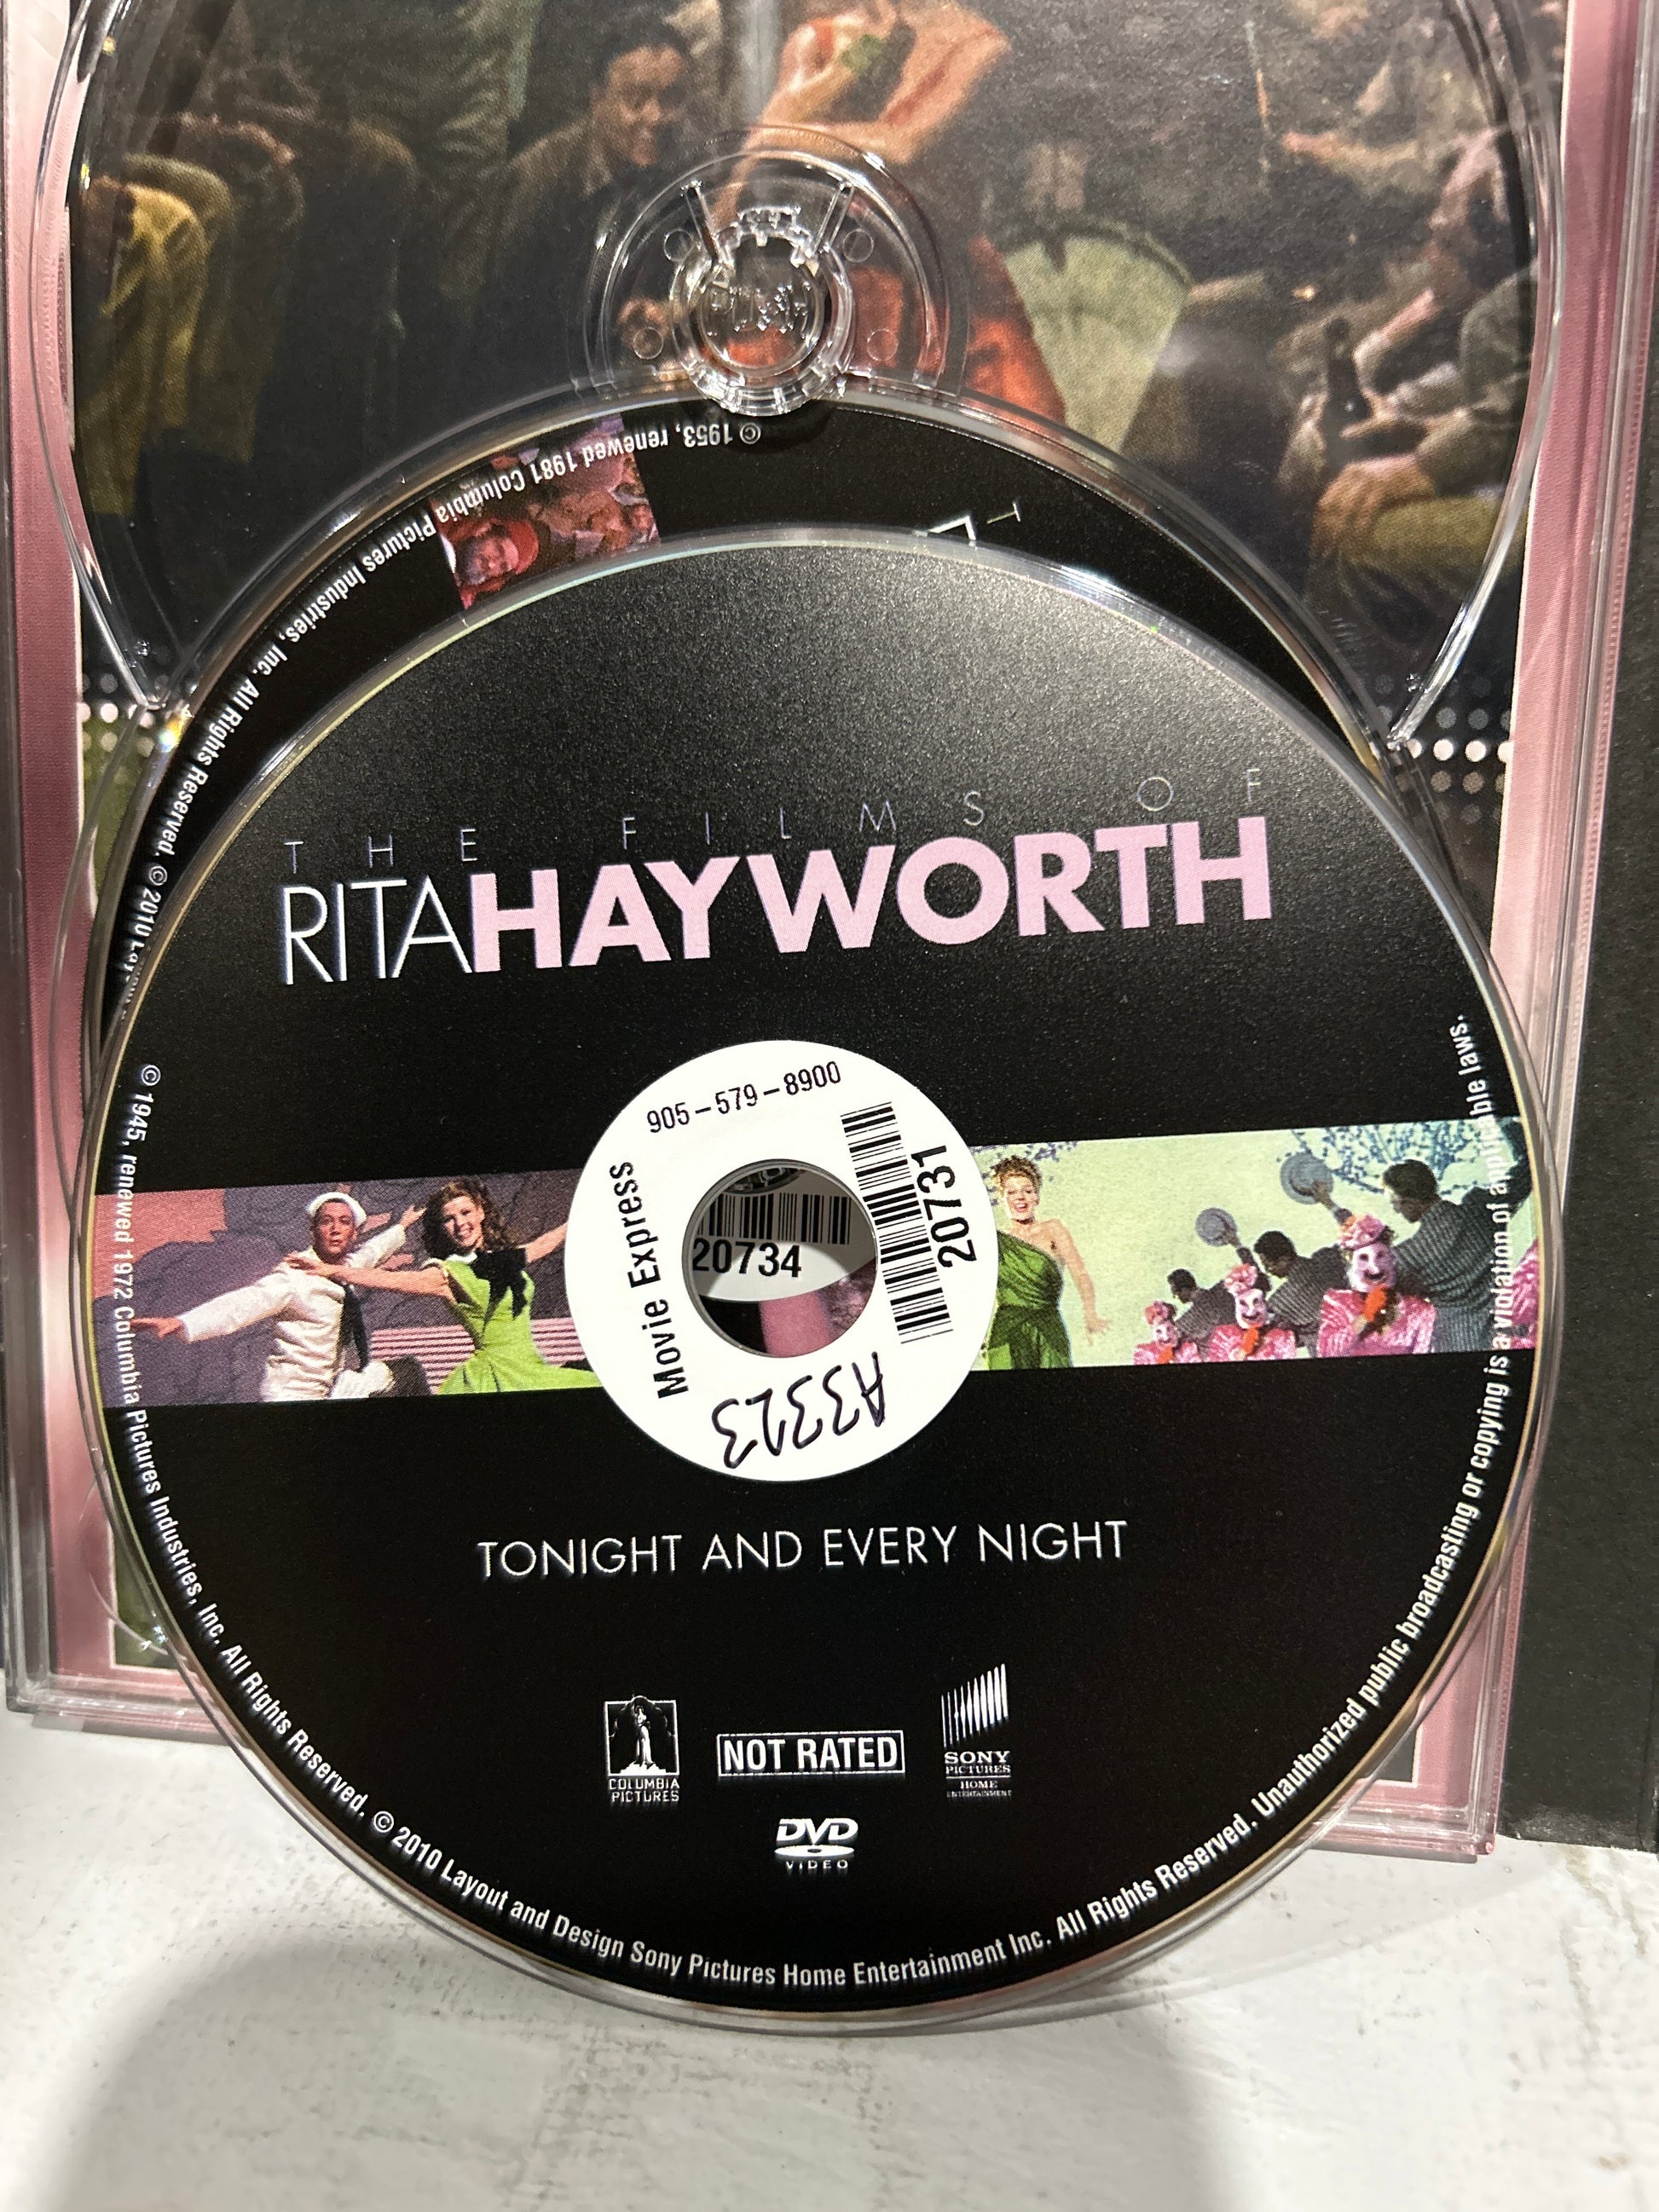 © 1953, renewed 1981 Columbia Pictures Industries, Inc. All Rights Reserved. © 2010
THE FILMS OF
RITAHAYWORTH
905-579-8900
Movie Express
20731
20734
A3323
TONIGHT AND EVERY NIGHT
COLUMBIA
PICTURES
NOT RATED
SONY
PICTURES
HOME
ENTERTAINMENT
DVD
VIDEO
© 1945, renewed 1972 Columbia Pictures Industries, Inc. All Rights Reserved. © 2010 Layout and Design Sony Pictures Home Entertainment Inc. All Rights Reserved. Unauthorized public broadcasting or copying is a violation of applicable laws.